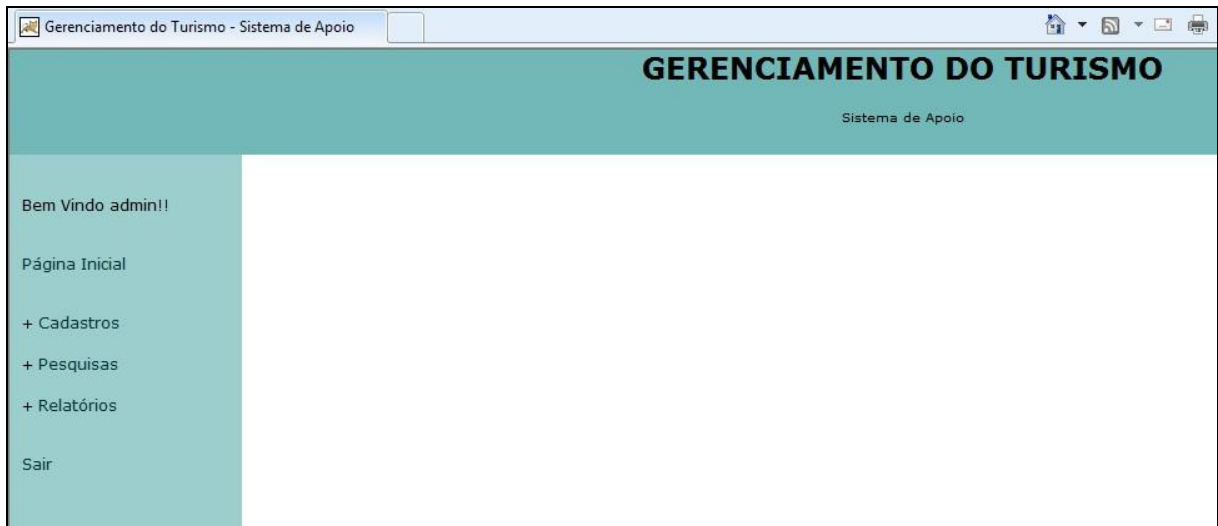 Gerenciamento do Turismo - Sistema de Apoio
GERENCIAMENTO DO TURISMO
Sistema de Apoio
Bem Vindo admin!!
Página Inicial
+ Cadastros
+ Pesquisas
+ Relatórios
Sair